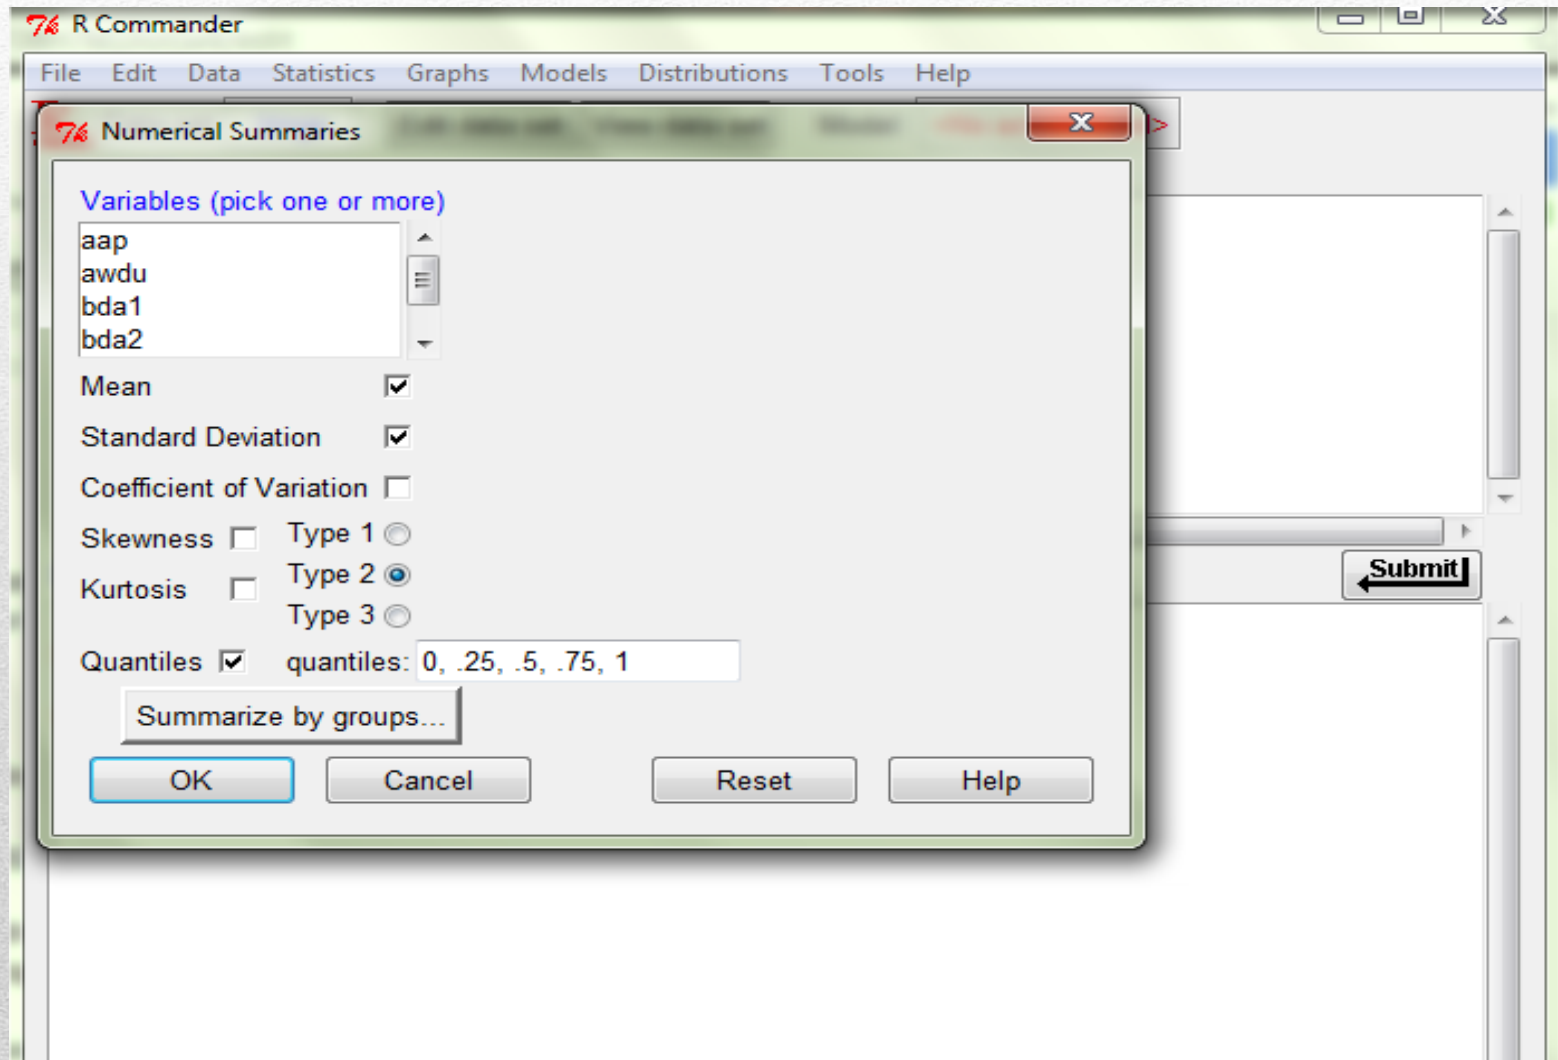 R Commander
File Edit Data Statistics Graphs Models Distributions Tools Help
Numerical Summaries
Variables (pick one or more)
aap
awdu
bda1
bda2
Mean
Standard Deviation
Coefficient of Variation
Skewness Type 1
Kurtosis Type 2
Type 3
Quantiles quantiles: 0, .25, .5, .75, 1
Summarize by groups...
OK Cancel Reset Help
Submit